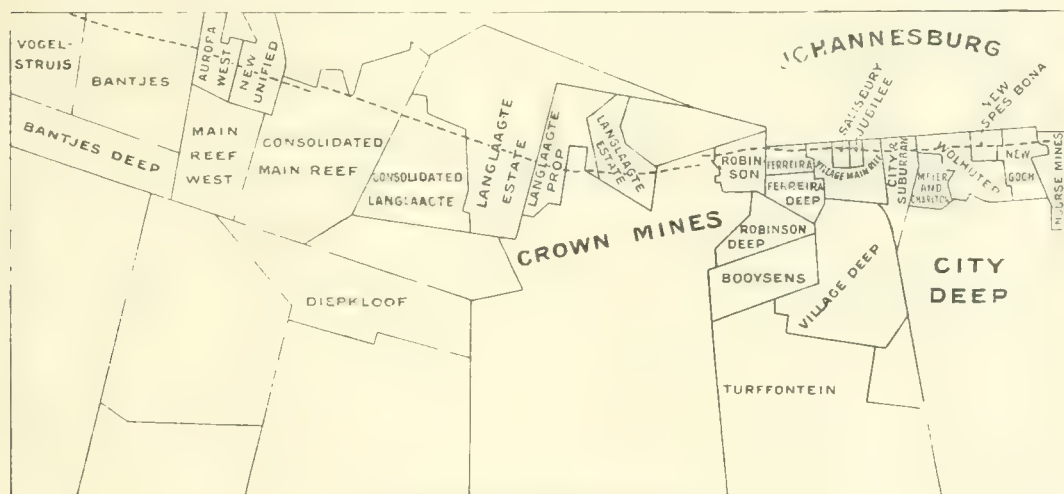 JOHANNESBURG
VOGEL-
STRUIS
BANTJES
AUROFA
WEST
NEW
UNIFIED
BANTJES DEEP
MAIN
REEF
WEST
CONSOLIDATED
MAIN REEF
CONSOLIDATED
LANGLAACTE
LANGLAAGTE
ESTATE
LANGLAAGTE
PROP
LANGLAAGTE
ESTATE
CROWN MINES
DIEPKLOOF
ROBIN
SON
FERREIRA
FERREIRA
DEEP
ROBINSON
DEEP
BOOYSENS
VILLAGE MAIN REEF
SALISBURY
JUBILEE
CITY &
SUBURBAN
MEIER
AND
CHARLTON
WOLHUTER
NEW
SPES BONA
NEW
GOCH
MINES
VILLAGE DEEP
CITY
DEEP
TURFFONTEIN